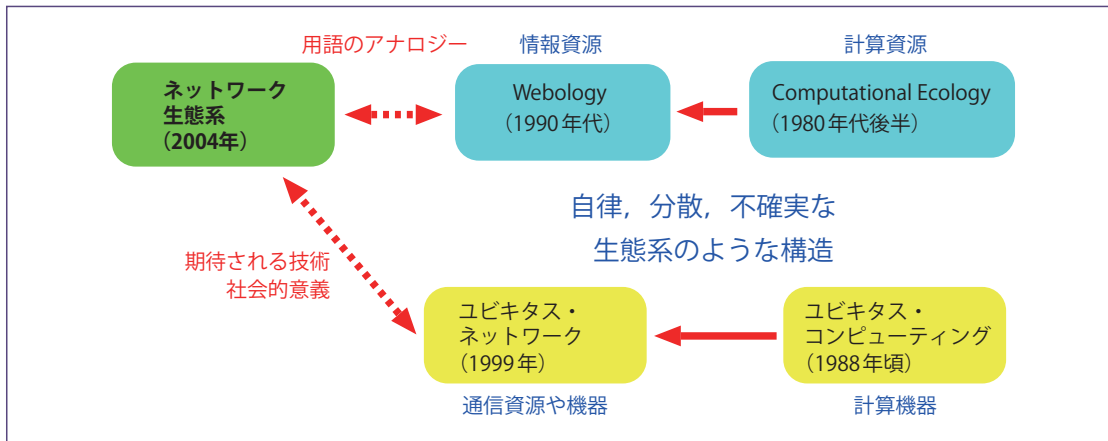 用語のアナロジー
情報資源
計算資源
ネットワーク
生態系
(2004年)
Webology
(1990年代)
Computational Ecology
(1980年代後半)
自律，分散，不確実な
生態系のような構造
期待される技術
社会的意義
ユビキタス・
ネットワーク
(1999年)
ユビキタス・
コンピューティング
(1988年頃)
通信資源や機器
計算機器